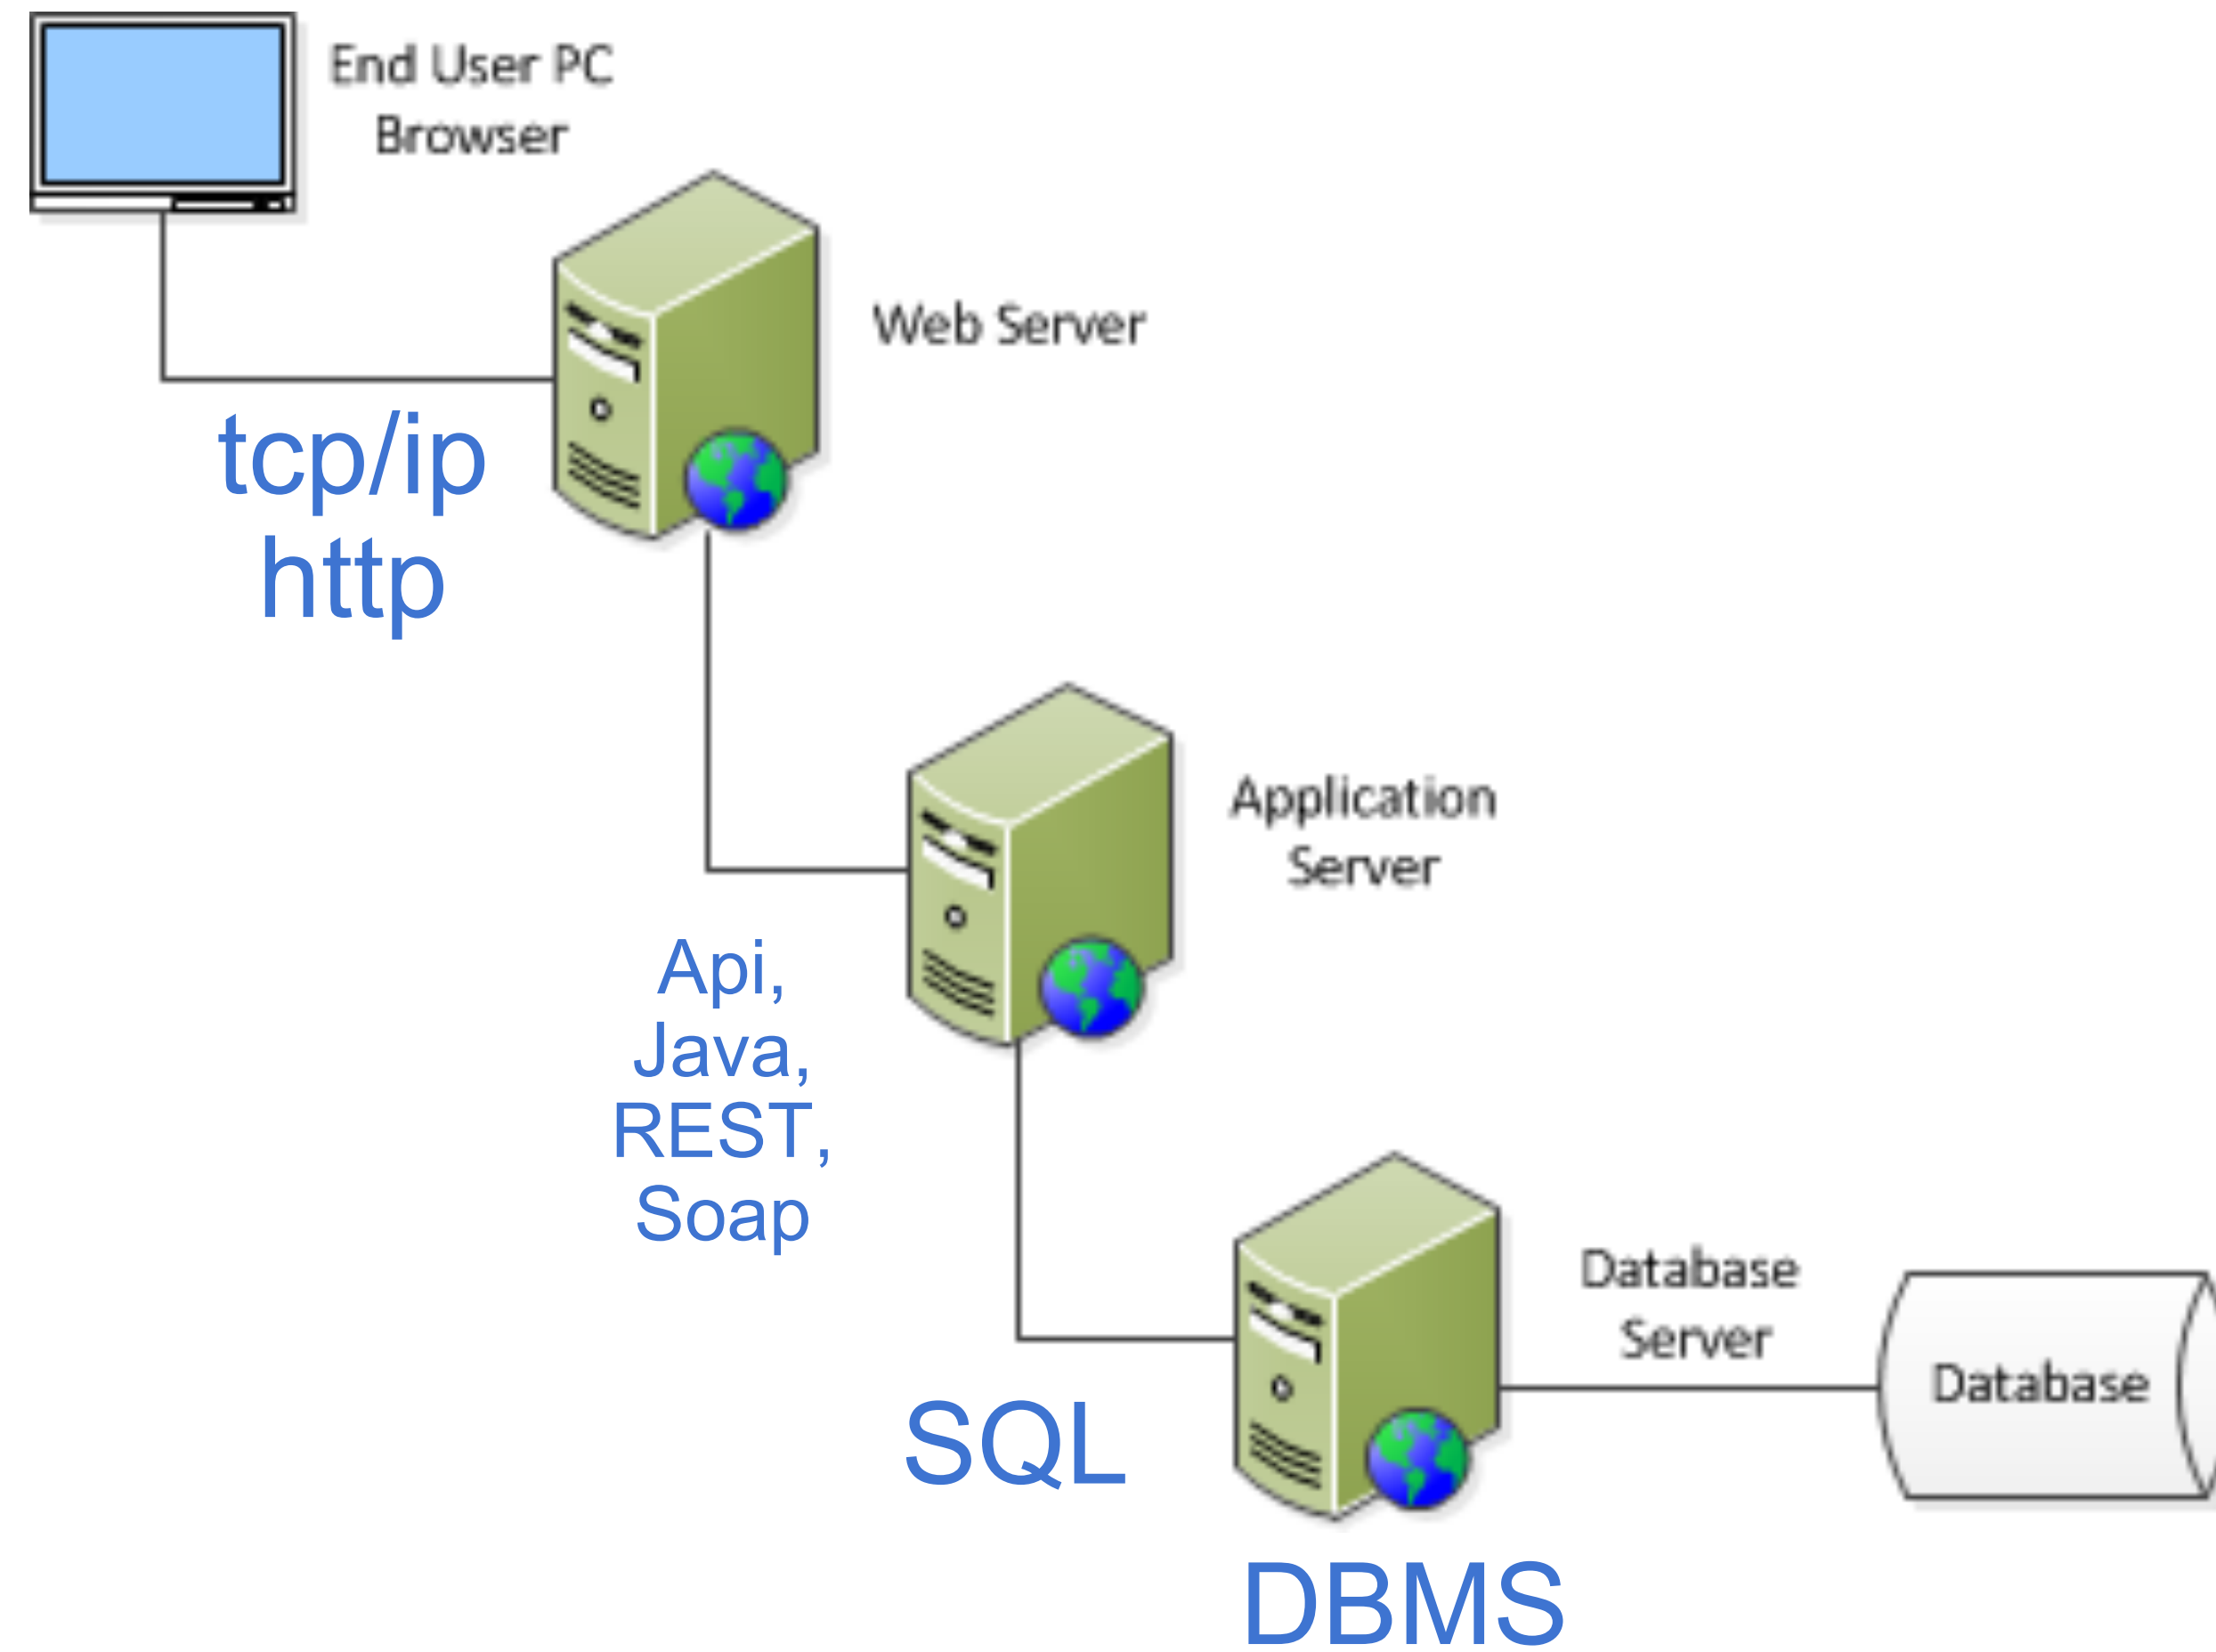 End User PC
Browser
Web Server
tcp/ip
http
Application
Server
Api,
Java,
REST,
Soap
Database
Server
Database
SQL
DBMS